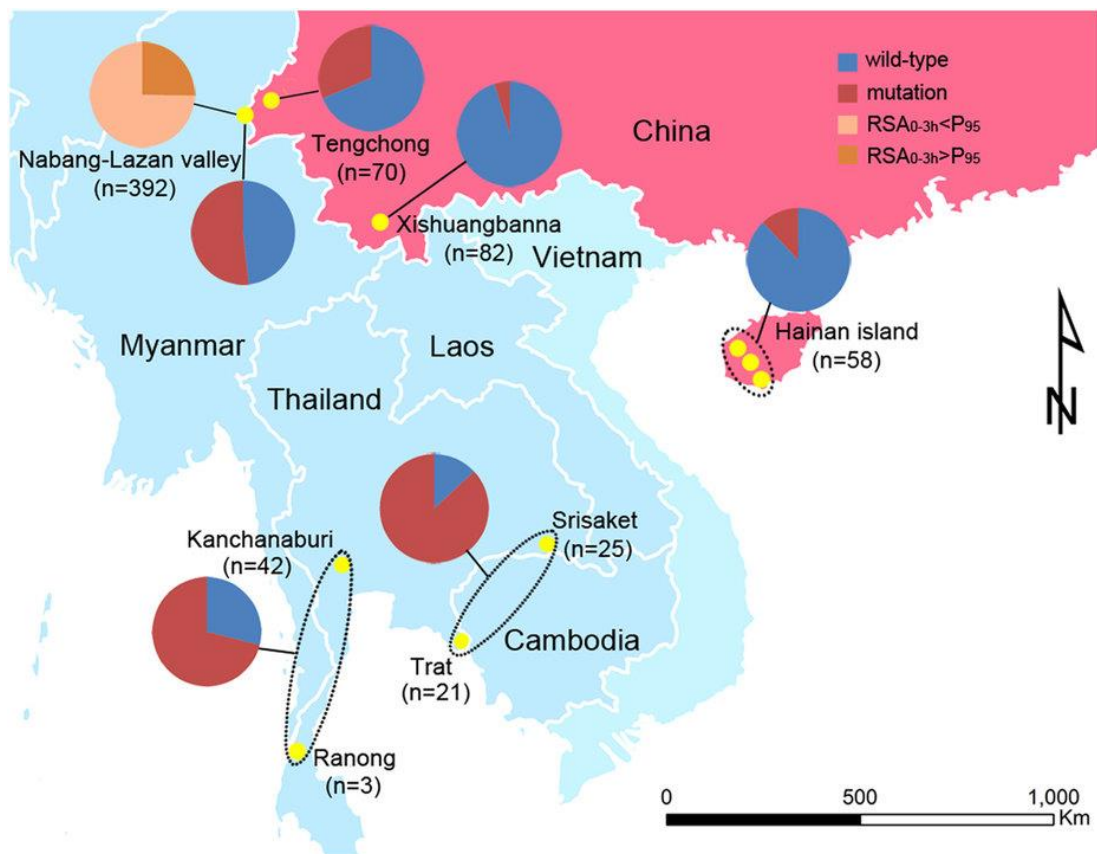 wild-type
mutation
RSA0-3h<P95
RSA0-3h>P95
China
Tengchong
(n=70)
Nabang-Lazan valley
(n=392)
Xishuangbanna
(n=82)
Vietnam
Hainan island
(n=58)
Myanmar
Laos
Thailand
N
Kanchanaburi
(n=42)
Srisaket
(n=25)
Cambodia
Trat
(n=21)
Ranong
(n=3)
0 500 1,000
Km